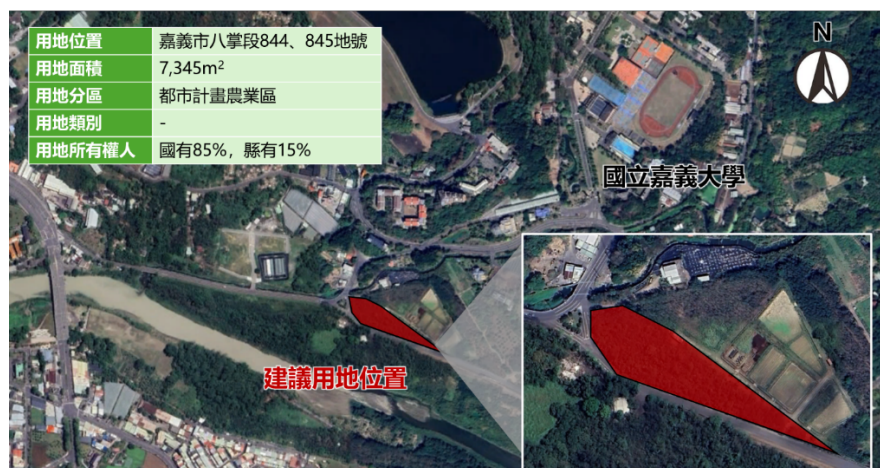 用地位置 嘉義市八掌段844、845地號
用地面積 7,345m²
用地分區 都市計畫農業區
用地類別 -
用地所有權人 國有85%，縣有15%
N
國立嘉義大學
建議用地位置